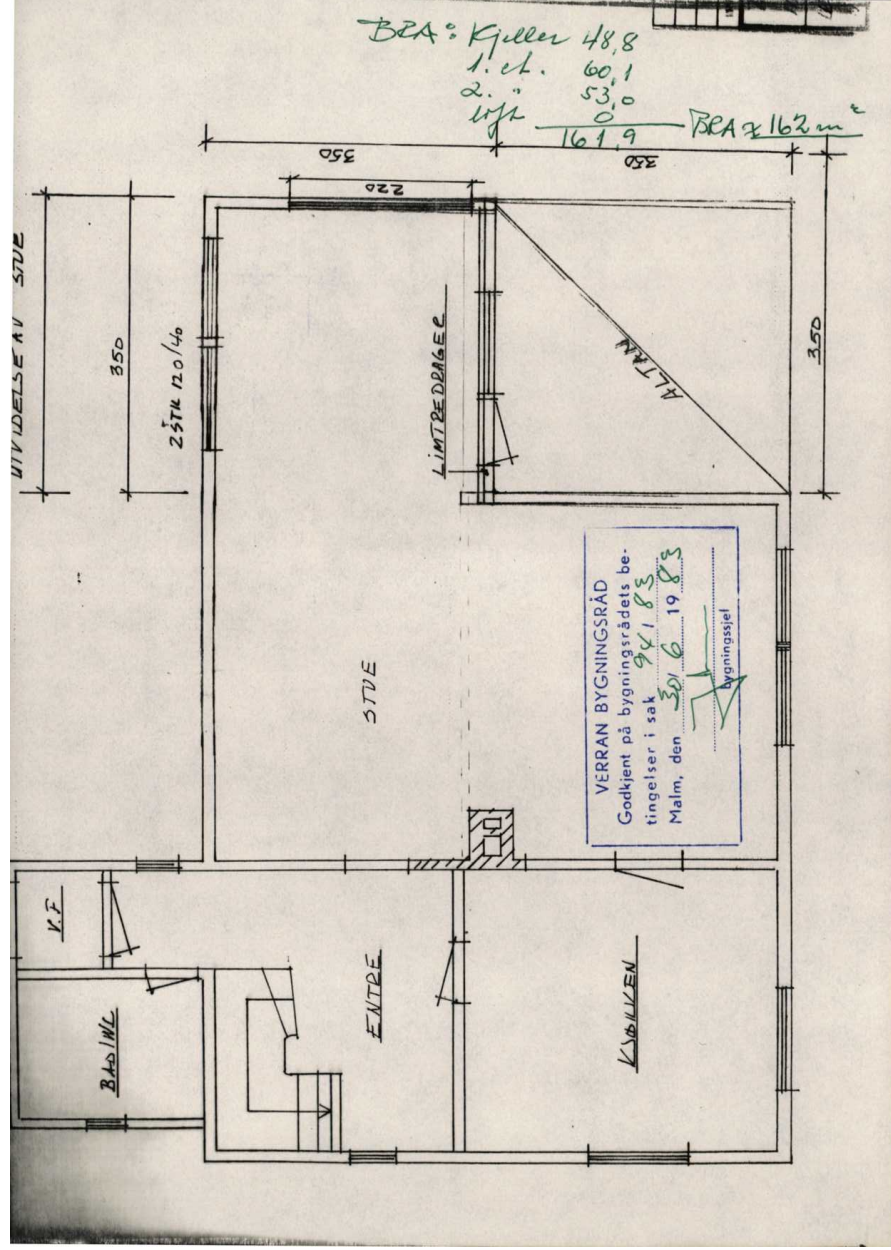 BRA: Kjeller 48,8
1. et. 60,1
2. " 53,0
loft 0
161,9 BRA ≈ 162 m²
350
350
220
UTVIDELSE AV STUE
350
2 STK 120/40
LIMTREDRAGER
ALTAN
350
STUE
VERRAN BYGNINGSRÅD
Godkjent på bygningsrådets be-
tingelser i sak 94/83
Malm, den 30/6 1983
bygningssjef
V.F
BAD/WC
ENTRE
KJØKKEN